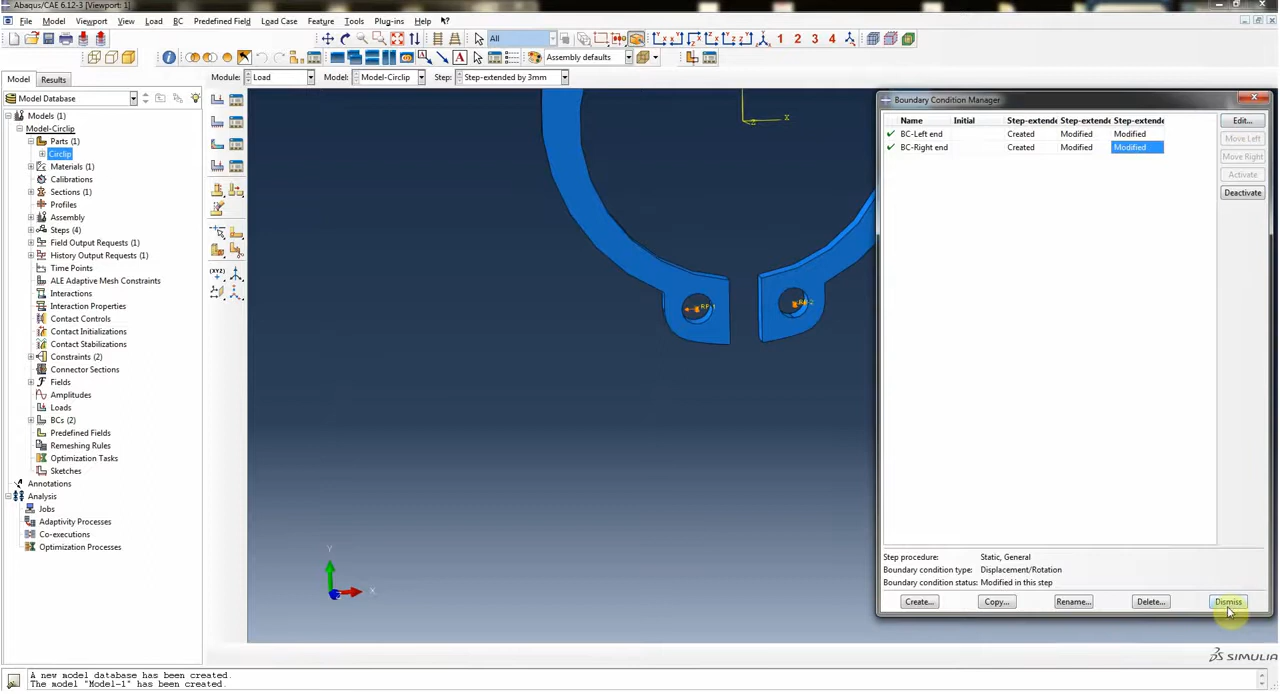 Abaqus/CAE 6.12-3 [Viewport: 1]
File Model Viewport View Load BC Predefined Field Load Case Feature Tools Plug-ins Help
All 1 2 3 4
A Assembly defaults
Model Results Module: Load Model: Model-Circlip Step: Step-extended by 3mm
Model Database
Models (1)
Model-Circlip
Parts (1)
Circlip
Materials (1)
Calibrations
Sections (1)
Profiles
Assembly
Steps (4)
Field Output Requests (1)
History Output Requests (1)
Time Points
ALE Adaptive Mesh Constraints
Interactions
Interaction Properties
Contact Controls
Contact Initializations
Contact Stabilizations
Constraints (2)
Connector Sections
Fields
Amplitudes
Loads
BCs (2)
Predefined Fields
Remeshing Rules
Optimization Tasks
Sketches
Annotations
Analysis
Jobs
Adaptivity Processes
Co-executions
Optimization Processes
(XYZ)
X
RP-1
Y
X
Boundary Condition Manager
Name Initial Step-extende Step-extende Step-extende
BC-Left end Created Modified Modified
BC-Right end Created Modified Modified
Edit...
Move Left
Move Right
Activate
Deactivate
Step procedure: Static, General
Boundary condition type: Displacement/Rotation
Boundary condition status: Modified in this step
Create... Copy... Rename... Delete... Dismiss
SIMULIA
A new model database has been created.
The model "Model-1" has been created.